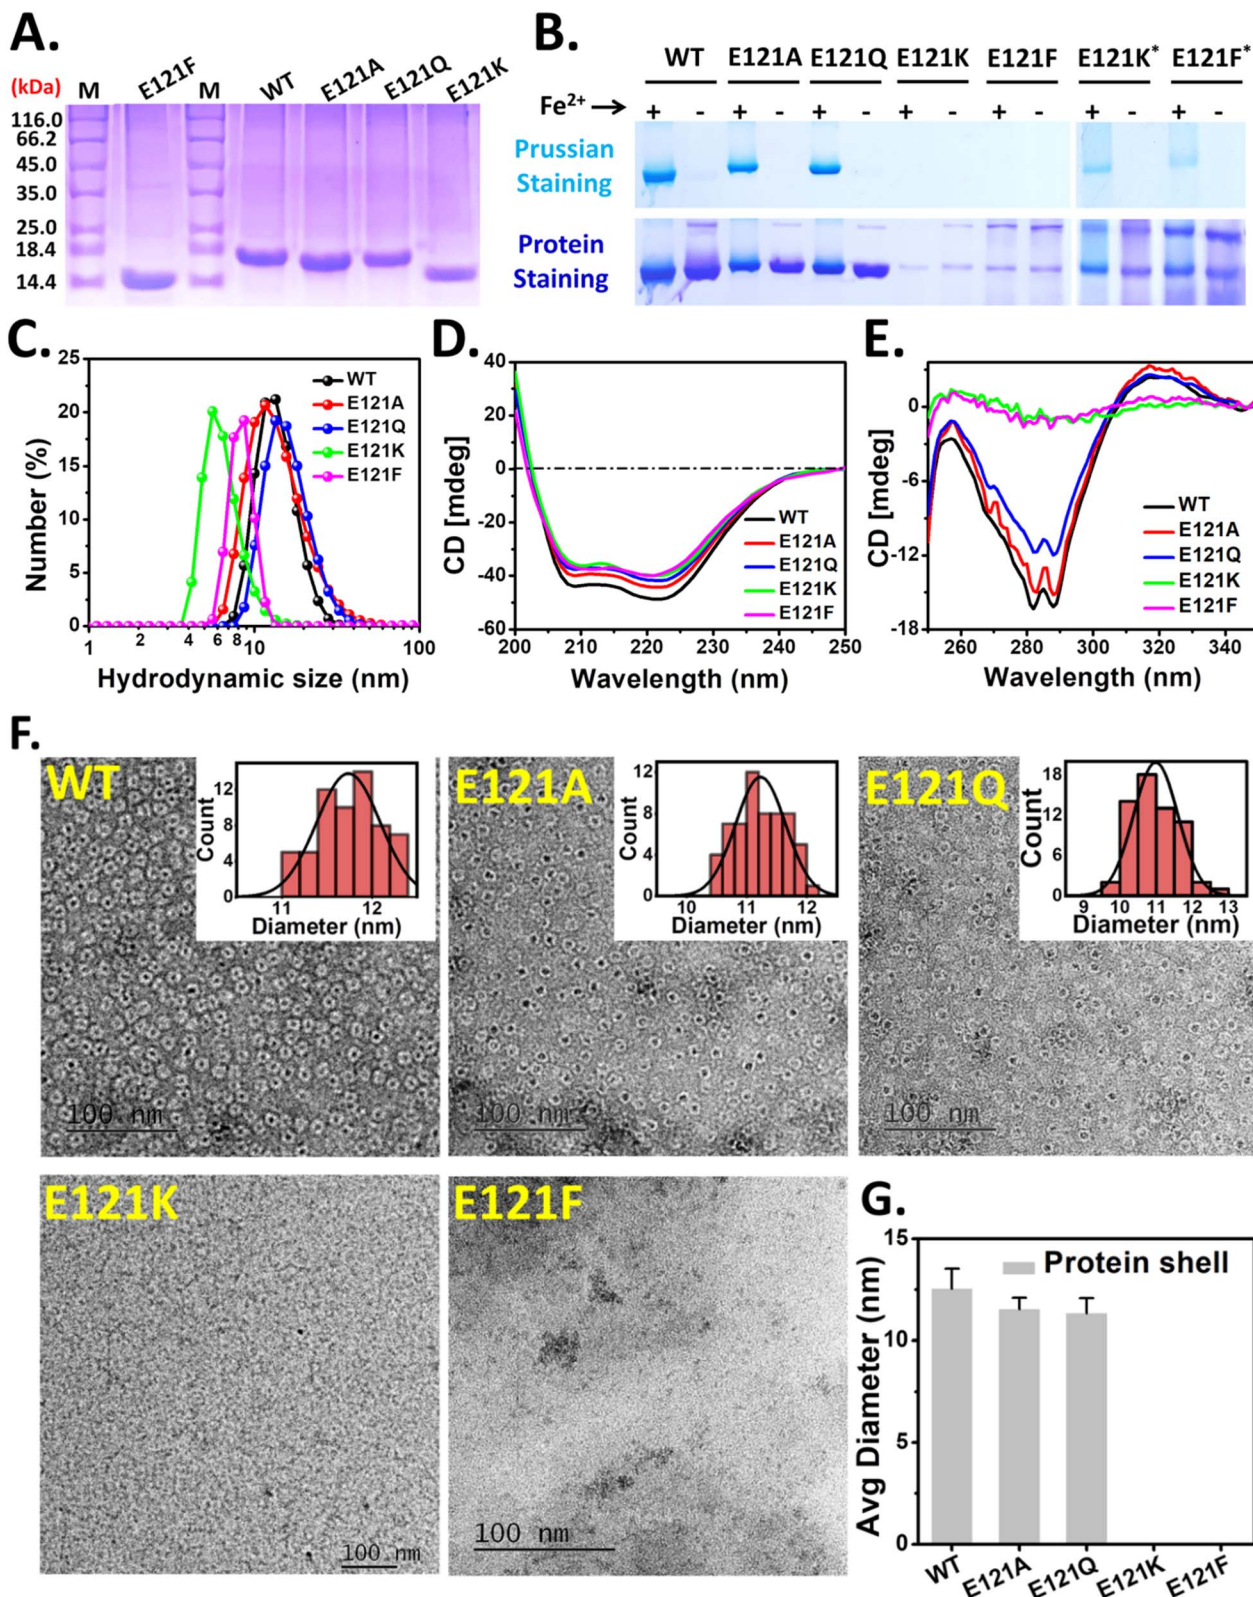 A.
(kDa)
M
E121F
M
WT
E121A
E121Q
E121K
116.0
66.2
45.0
35.0
25.0
18.4
14.4
B.
WT E121A E121Q E121K E121F E121K* E121F*
Fe²⁺→ + - + - + - + - + - + - + -
Prussian
Staining
Protein
Staining
C.
Number (%)
25
20
15
10
5
0
WT
E121A
E121Q
E121K
E121F
1 2 4 6 8 10 100
Hydrodynamic size (nm)
D.
CD [mdeg]
40
20
0
-20
-40
-60
WT
E121A
E121Q
E121K
E121F
200 210 220 230 240 250
Wavelength (nm)
E.
CD [mdeg]
0
-6
-12
-18
WT
E121A
E121Q
E121K
E121F
260 280 300 320 340
Wavelength (nm)
F.
WT
Count
12
8
4
0
11 12
Diameter (nm)
100 nm
E121A
Count
12
8
4
0
10 11 12
Diameter (nm)
100 nm
E121Q
Count
18
12
6
0
9 10 11 12 13
Diameter (nm)
100 nm
E121K
100 nm
E121F
100 nm
G.
Avg Diameter (nm)
15
10
5
0
Protein shell
WT
E121A
E121Q
E121K
E121F